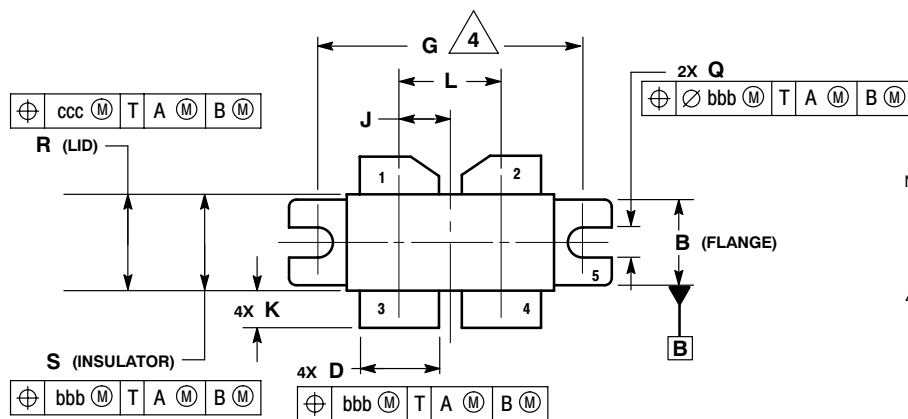 G 4
L
2X Q
⌖ ⌀ bbb Ⓜ T A Ⓜ B Ⓜ
⌖ ccc Ⓜ T A Ⓜ B Ⓜ
J
R (LID)
1 2
B (FLANGE)
5
4X K
3 4
S (INSULATOR)
B
4X D
⌖ bbb Ⓜ T A Ⓜ B Ⓜ
⌖ bbb Ⓜ T A Ⓜ B Ⓜ